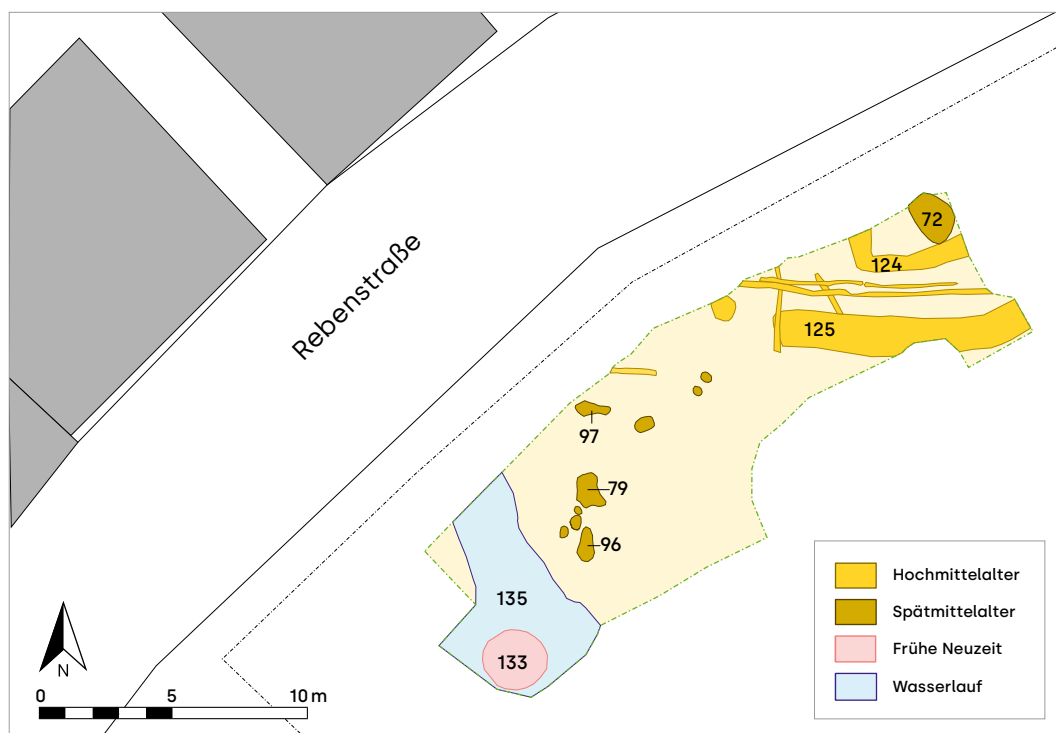 Rebenstraße
72
124
125
97
79
96
135
133
Hochmittelalter
Spätmittelalter
Frühe Neuzeit
Wasserlauf
N
0 5 10 m